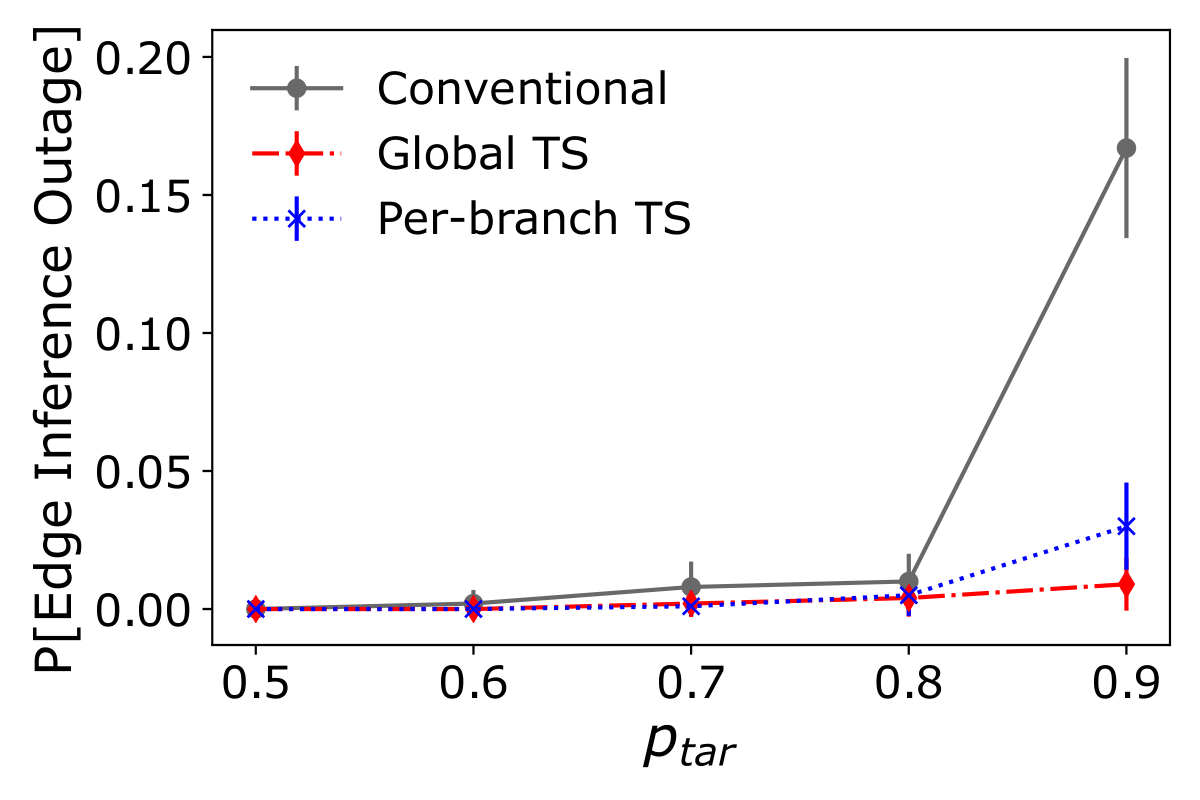 P[Edge Inference Outage]
0.20
0.15
0.10
0.05
0.00
Conventional
Global TS
Per-branch TS
0.5 0.6 0.7 0.8 0.9
p_tar